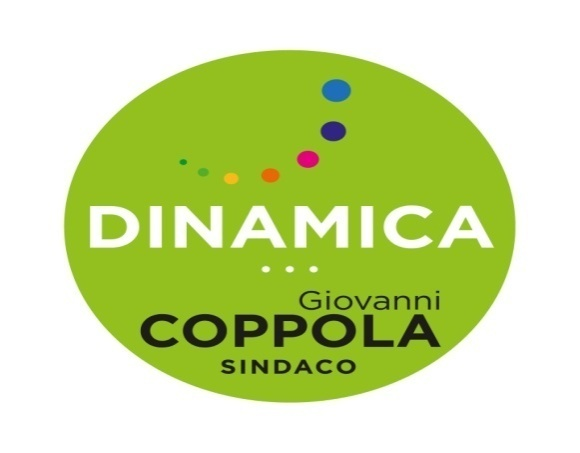 DINAMICA
...
Giovanni
COPPOLA
SINDACO